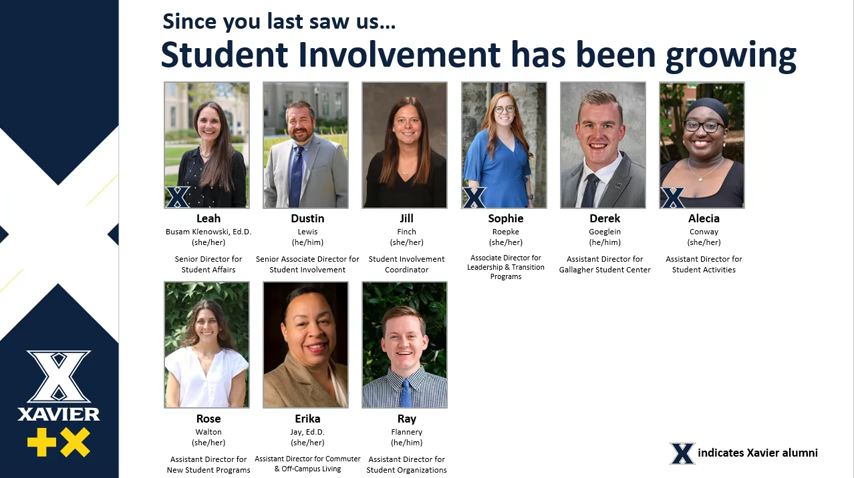 Since you last saw us...
Student Involvement has been growing
Leah
Busam Klenowski, Ed.D.
(she/her)
Senior Director for
Student Affairs
Dustin
Lewis
(he/him)
Senior Associate Director for
Student Involvement
Jill
Finch
(she/her)
Student Involvement
Coordinator
Sophie
Roepke
(she/her)
Associate Director for
Leadership & Transition
Programs
Derek
Goeglein
(he/him)
Assistant Director for
Gallagher Student Center
Alecia
Conway
(she/her)
Assistant Director for
Student Activities
Rose
Walton
(she/her)
Assistant Director for
New Student Programs
Erika
Jay, Ed.D.
(she/her)
Assistant Director for Commuter
& Off-Campus Living
Ray
Flannery
(he/him)
Assistant Director for
Student Organizations
X
XAVIER
X indicates Xavier alumni